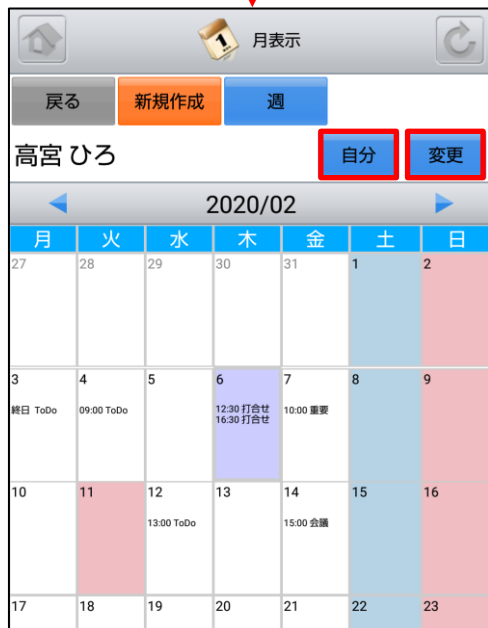 1
月表示
戻る 新規作成 週
高宮 ひろ 自分 変更
2020/02
月 火 水 木 金 土 日
27 28 29 30 31 1 2
3 4 5 6 7 8 9
終日 ToDo 09:00 ToDo 12:30 打合せ 10:00 重要
16:30 打合せ
10 11 12 13 14 15 16
13:00 ToDo 15:00 会議
17 18 19 20 21 22 23